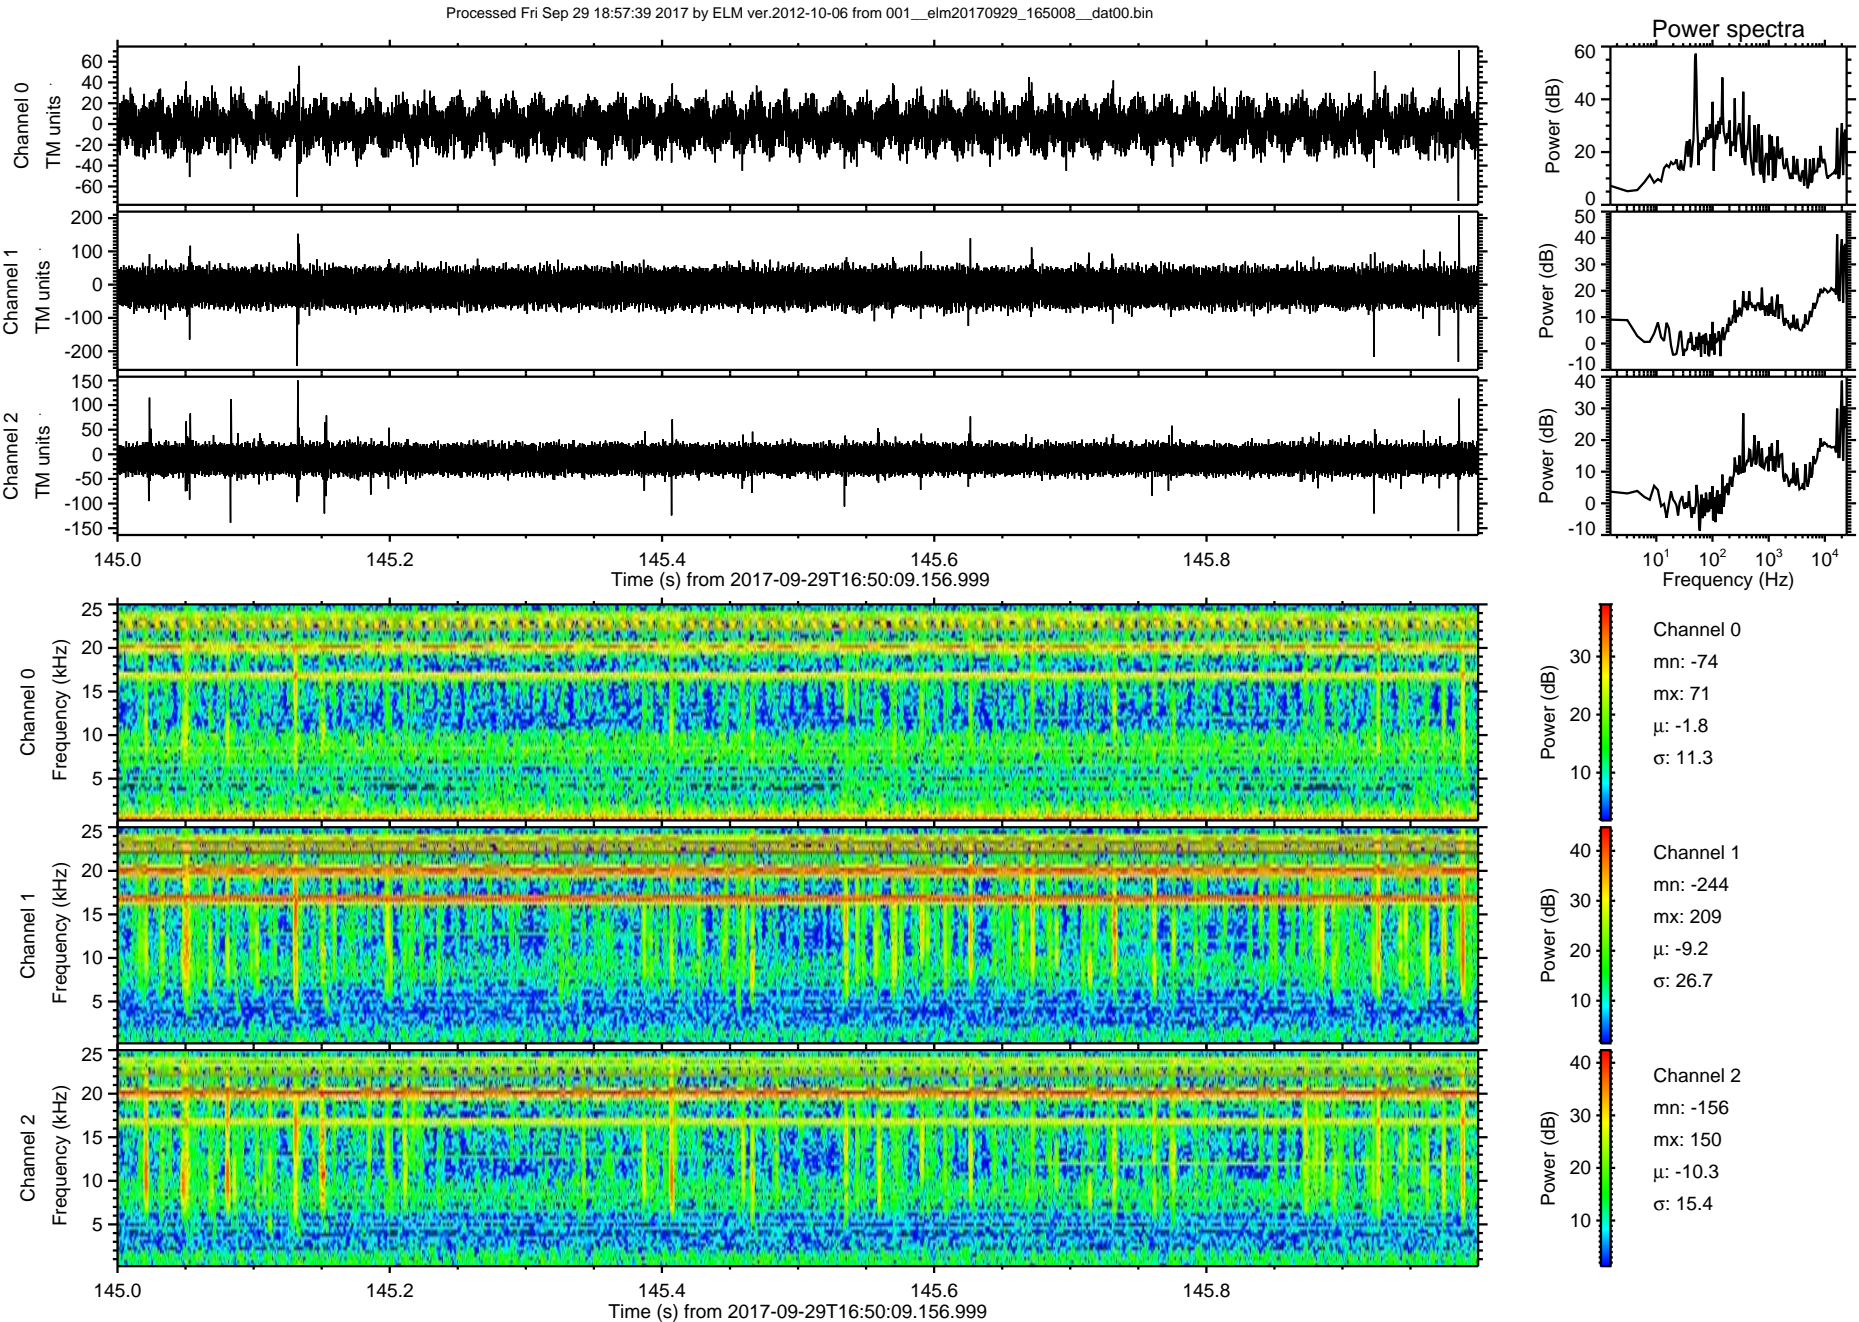 Processed Fri Sep 29 18:57:39 2017 by ELM ver.2012-10-06 from 001__elm20170929_165008__dat00.bin
Power spectra
Channel 0
TM units
60
40
20
0
-20
-40
-60
Power (dB)
60
40
20
0
Channel 1
TM units
200
100
0
-100
-200
Power (dB)
50
40
30
20
10
0
-10
Channel 2
TM units
150
100
50
0
-50
-100
-150
Power (dB)
40
30
20
10
0
-10
145.0 145.2 145.4 145.6 145.8
Time (s) from 2017-09-29T16:50:09.156.999
10^1 10^2 10^3 10^4
Frequency (Hz)
Channel 0
Frequency (kHz)
25
20
15
10
5
Power (dB)
30
20
10
Channel 0
mn: -74
mx: 71
µ: -1.8
σ: 11.3
Channel 1
Frequency (kHz)
25
20
15
10
5
Power (dB)
40
30
20
10
Channel 1
mn: -244
mx: 209
µ: -9.2
σ: 26.7
Channel 2
Frequency (kHz)
25
20
15
10
5
Power (dB)
40
30
20
10
Channel 2
mn: -156
mx: 150
µ: -10.3
σ: 15.4
145.0 145.2 145.4 145.6 145.8
Time (s) from 2017-09-29T16:50:09.156.999